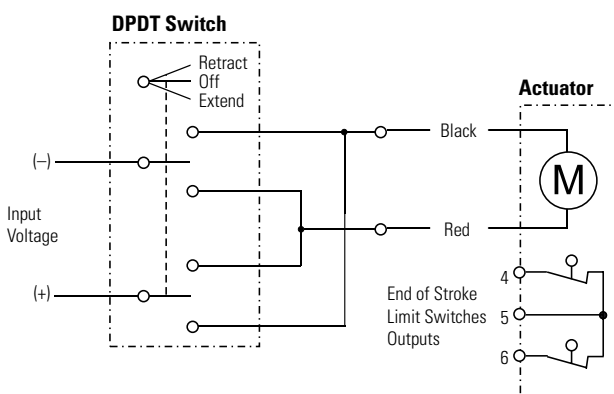 DPDT Switch
Retract
Off
Extend
Actuator
Black
(–)
M
Input
Voltage
Red
4
(+)
End of Stroke
Limit Switches
Outputs
5
6